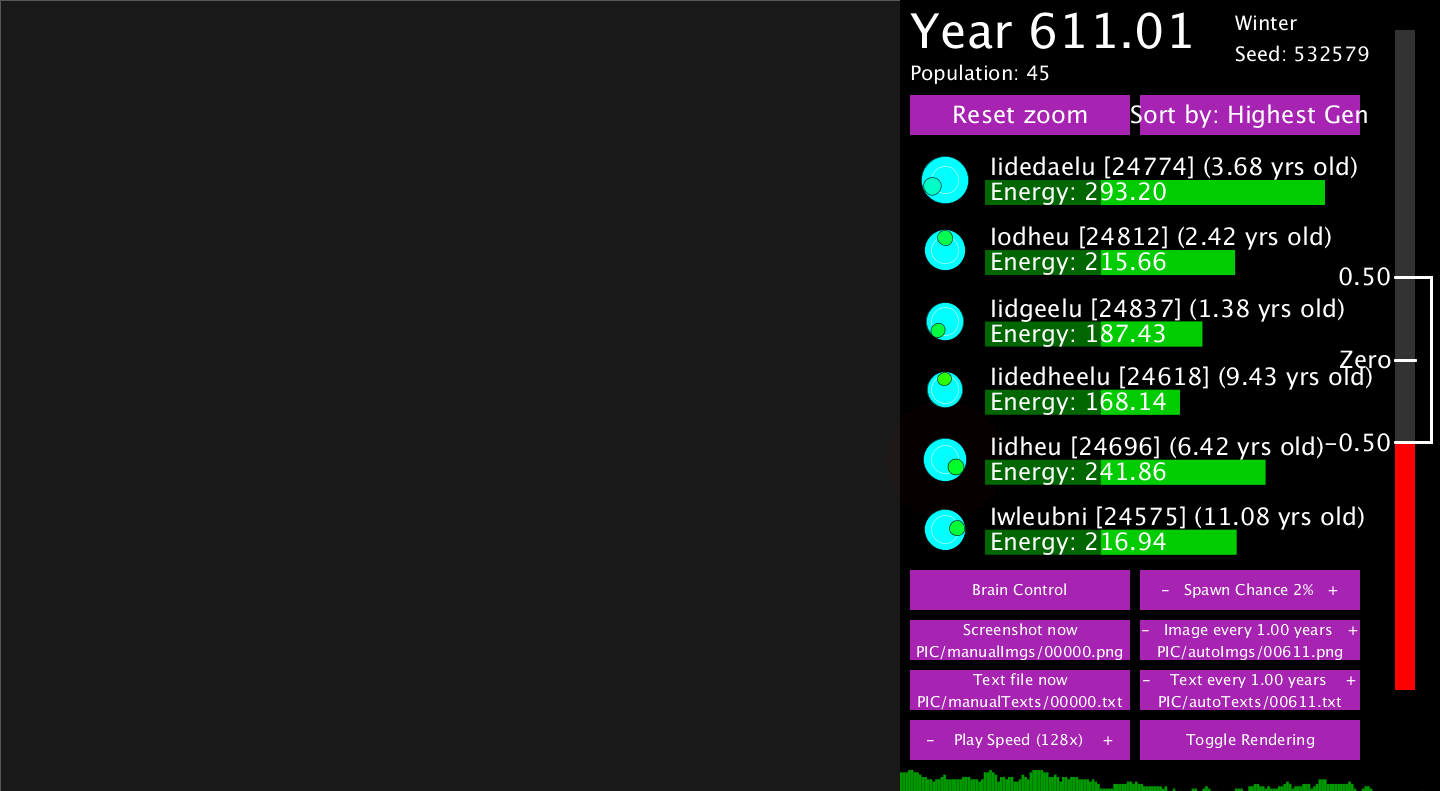 Year 611.01
Winter
Seed: 532579
Population: 45
Reset zoom
Sort by: Highest Gen
Iidedaelu [24774] (3.68 yrs old)
Energy: 293.20
Iodheu [24812] (2.42 yrs old)
Energy: 215.66
0.50
Iidgeelu [24837] (1.38 yrs old)
Energy: 187.43
Zero
Iidedheelu [24618] (9.43 yrs old)
Energy: 168.14
Iidheu [24696] (6.42 yrs old)
-0.50
Energy: 241.86
Iwleubni [24575] (11.08 yrs old)
Energy: 216.94
Brain Control
- Spawn Chance 2% +
Screenshot now
PIC/manualImgs/00000.png
- Image every 1.00 years +
PIC/autoImgs/00611.png
Text file now
PIC/manualTexts/00000.txt
- Text every 1.00 years +
PIC/autoTexts/00611.txt
- Play Speed (128x) +
Toggle Rendering